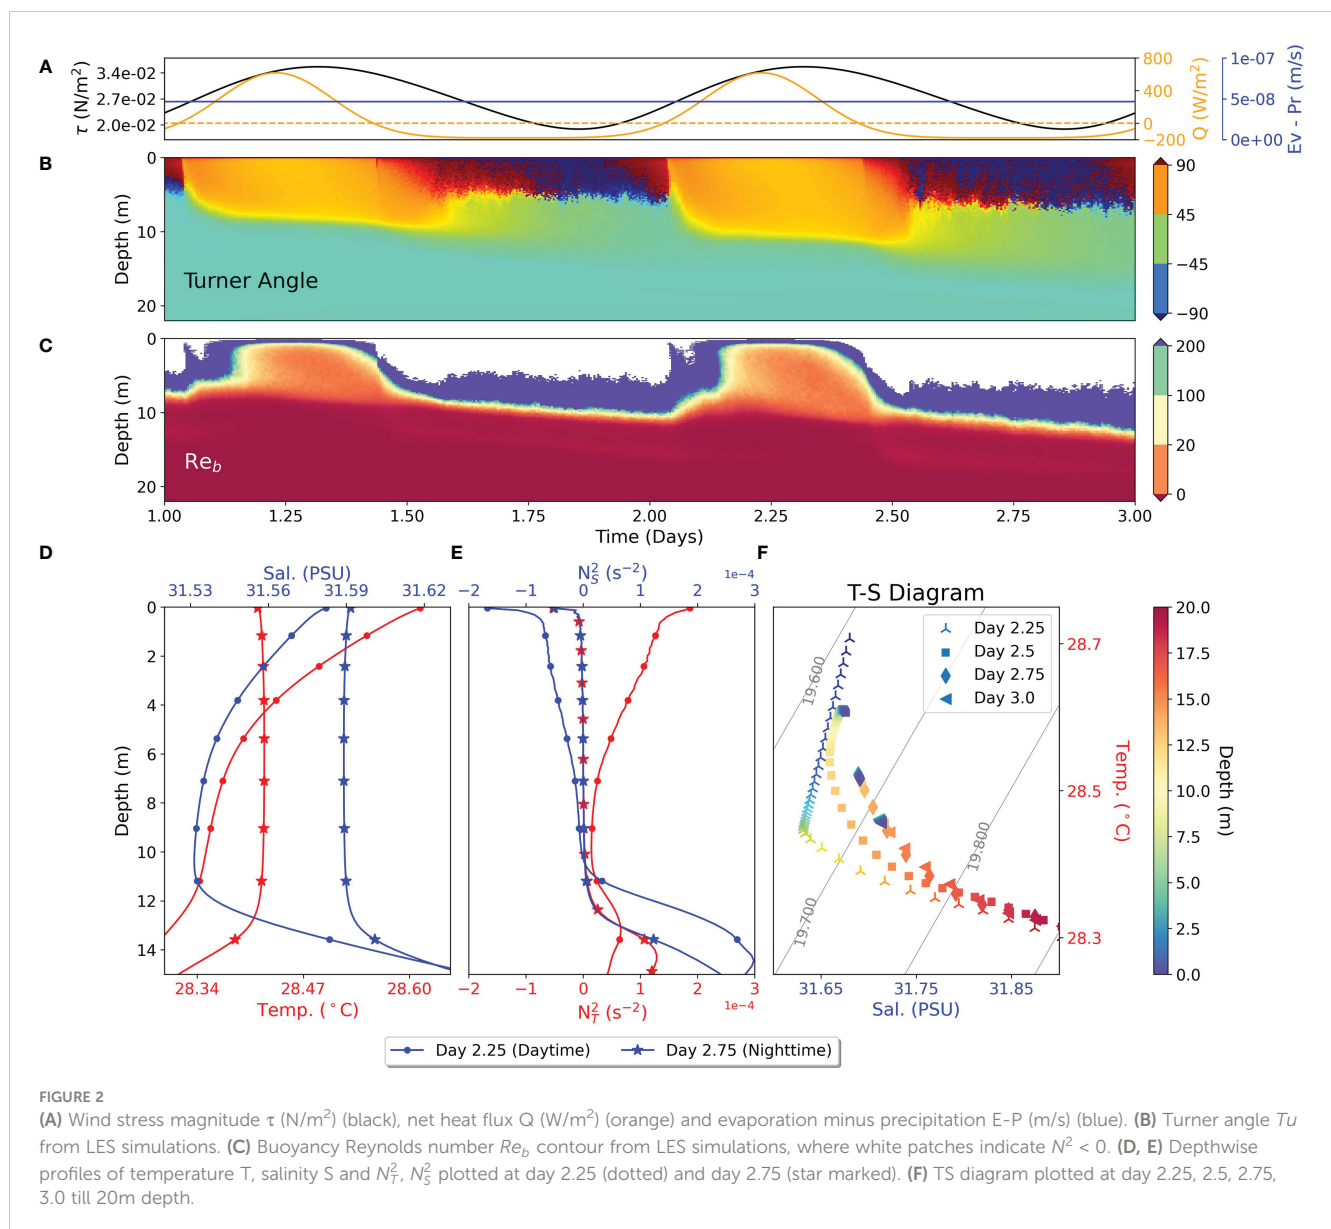 A
τ (N/m²)
3.4e-02
2.7e-02
2.0e-02
800
400
0
−200
Q (W/m²)
1e-07
5e-08
0e+00
Ev - Pr (m/s)
B
0
10
20
Depth (m)
Turner Angle
90
45
−45
−90
C
0
10
20
Depth (m)
Re_b
200
100
20
0
1.00 1.25 1.50 1.75 2.00 2.25 2.50 2.75 3.00
Time (Days)
D
Sal. (PSU)
31.53 31.56 31.59 31.62
0
2
4
6
8
10
12
14
Depth (m)
28.34 28.47 28.60
Temp. (°C)
E
N_S² (s⁻²)
1e-4
−2 −1 0 1 2 3
−2 −1 0 1 2 3
N_T² (s⁻²)
1e-4
F
T-S Diagram
Day 2.25
Day 2.5
Day 2.75
Day 3.0
19.600
19.700
19.800
28.7
28.5
28.3
Temp. (°C)
31.65 31.75 31.85
Sal. (PSU)
20.0
17.5
15.0
12.5
10.0
7.5
5.0
2.5
0.0
Depth (m)
Day 2.25 (Daytime) Day 2.75 (Nighttime)
FIGURE 2
(A) Wind stress magnitude τ (N/m²) (black), net heat flux Q (W/m²) (orange) and evaporation minus precipitation E-P (m/s) (blue). (B) Turner angle Tu
from LES simulations. (C) Buoyancy Reynolds number Re_b contour from LES simulations, where white patches indicate N² < 0. (D, E) Depthwise
profiles of temperature T, salinity S and N_T², N_S² plotted at day 2.25 (dotted) and day 2.75 (star marked). (F) TS diagram plotted at day 2.25, 2.5, 2.75,
3.0 till 20m depth.